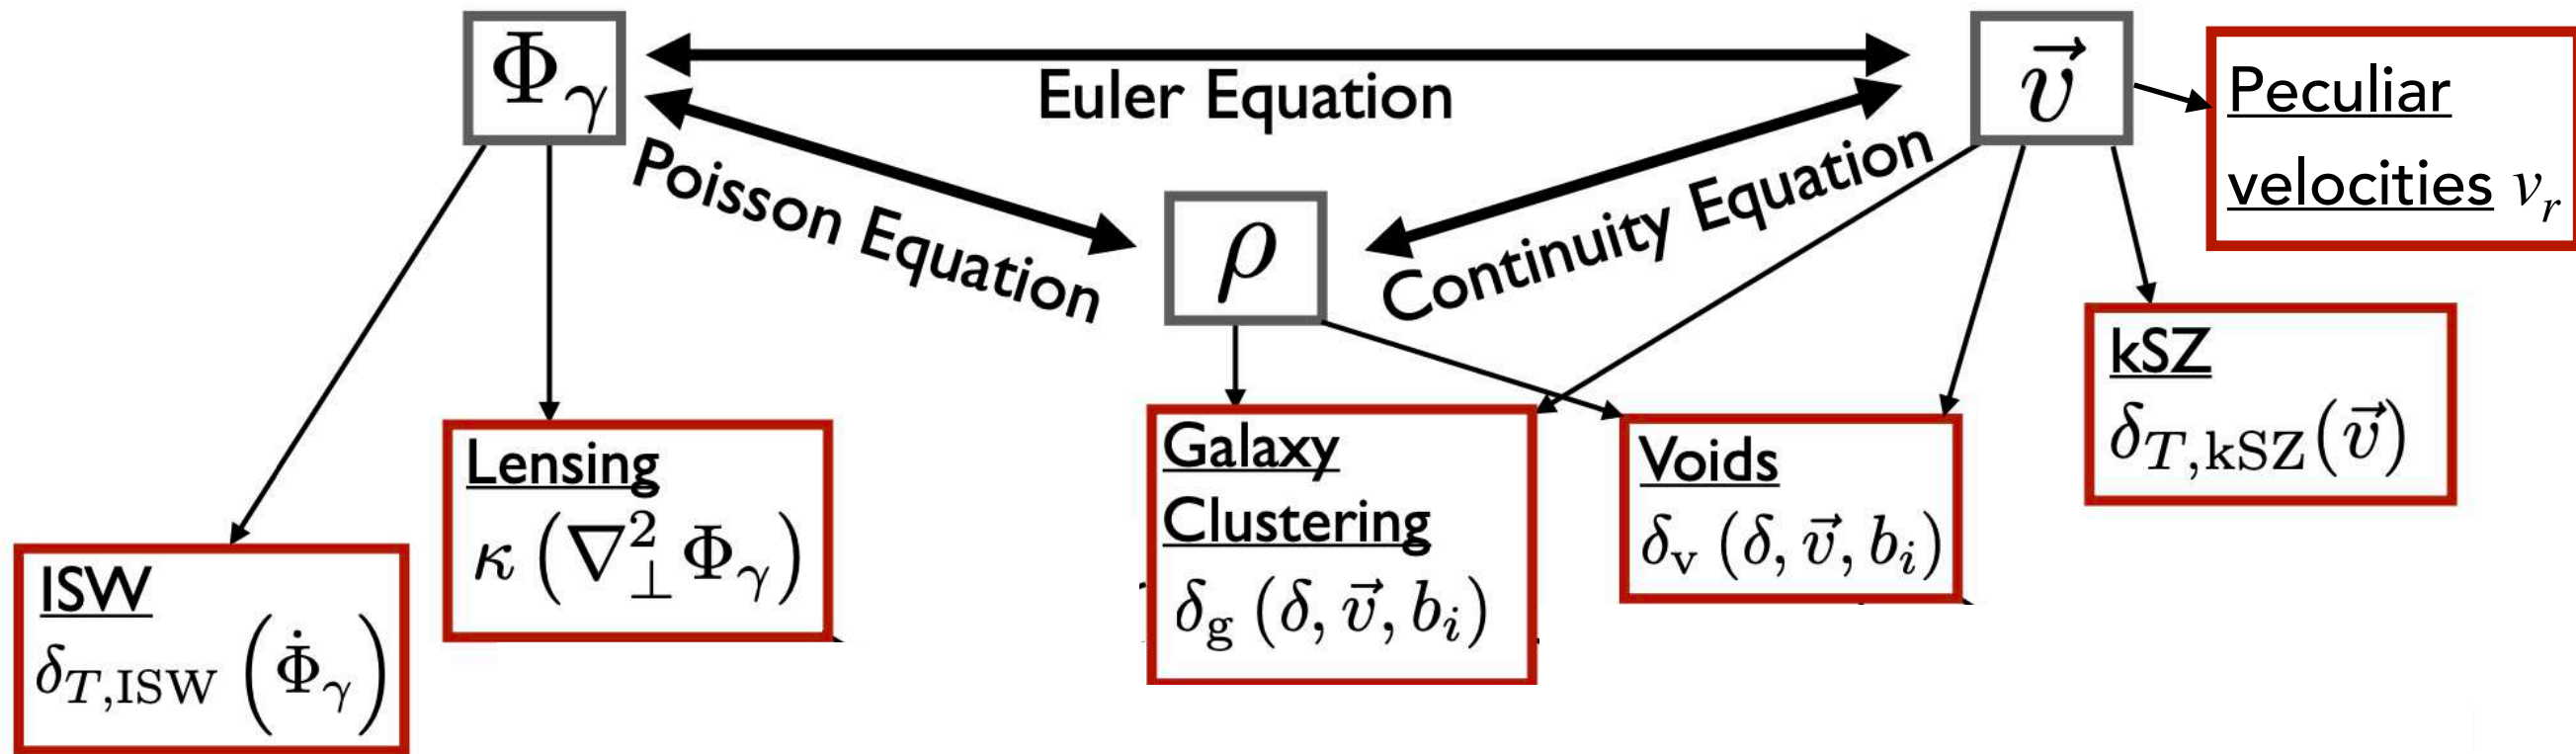 Φ_γ
Euler Equation
v⃗
Peculiar
velocities v_r
Poisson Equation
ρ
Continuity Equation
kSZ
δ_{T,kSZ}(v⃗)
Lensing
κ (∇²_⊥ Φ_γ)
Galaxy
Clustering
δ_g (δ, v⃗, b_i)
Voids
δ_v (δ, v⃗, b_i)
ISW
δ_{T,ISW} (Φ̇_γ)